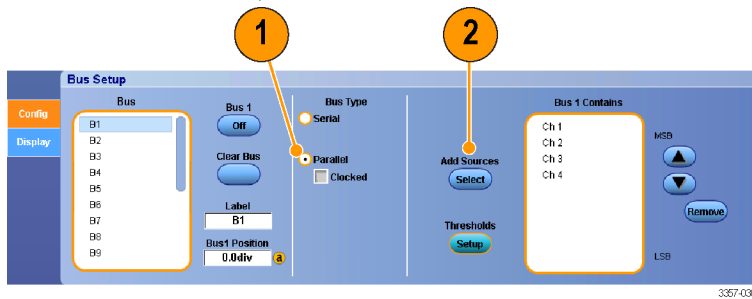 1
2
Bus Setup
Config
Display
Bus
B1
B2
B3
B4
B5
B6
B7
B8
B9
Bus 1
Off
Clear Bus
Label
B1
Bus1 Position
0.0div
a
Bus Type
Serial
Parallel
Clocked
Add Sources
Select
Thresholds
Setup
Bus 1 Contains
Ch 1
Ch 2
Ch 3
Ch 4
MSB
Remove
LSB